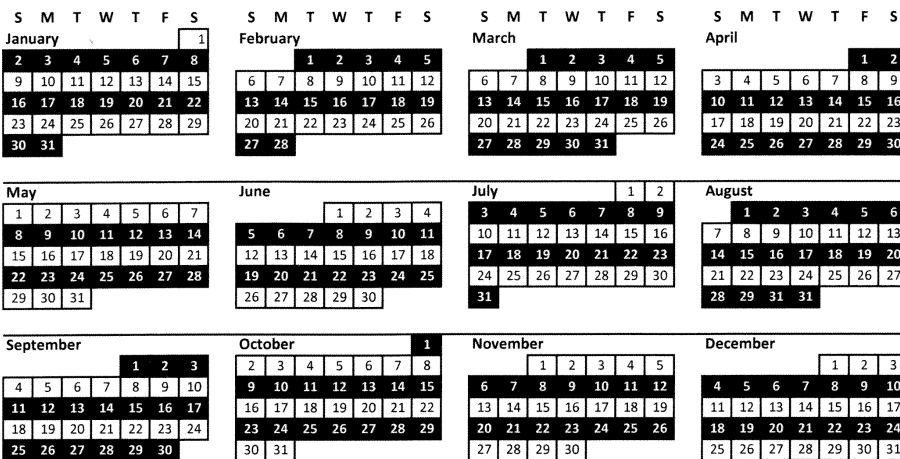 S M T W T F S
January 1
2 3 4 5 6 7 8
9 10 11 12 13 14 15
16 17 18 19 20 21 22
23 24 25 26 27 28 29
30 31
S M T W T F S
February
1 2 3 4 5
6 7 8 9 10 11 12
13 14 15 16 17 18 19
20 21 22 23 24 25 26
27 28
S M T W T F S
March
1 2 3 4 5
6 7 8 9 10 11 12
13 14 15 16 17 18 19
20 21 22 23 24 25 26
27 28 29 30 31
S M T W T F S
April
1 2
3 4 5 6 7 8 9
10 11 12 13 14 15 16
17 18 19 20 21 22 23
24 25 26 27 28 29 30
May
1 2 3 4 5 6 7
8 9 10 11 12 13 14
15 16 17 18 19 20 21
22 23 24 25 26 27 28
29 30 31
June
1 2 3 4
5 6 7 8 9 10 11
12 13 14 15 16 17 18
19 20 21 22 23 24 25
26 27 28 29 30
July 1 2
3 4 5 6 7 8 9
10 11 12 13 14 15 16
17 18 19 20 21 22 23
24 25 26 27 28 29 30
31
August
1 2 3 4 5 6
7 8 9 10 11 12 13
14 15 16 17 18 19 20
21 22 23 24 25 26 27
28 29 31 31
September
1 2 3
4 5 6 7 8 9 10
11 12 13 14 15 16 17
18 19 20 21 22 23 24
25 26 27 28 29 30
October 1
2 3 4 5 6 7 8
9 10 11 12 13 14 15
16 17 18 19 20 21 22
23 24 25 26 27 28 29
30 31
November
1 2 3 4 5
6 7 8 9 10 11 12
13 14 15 16 17 18 19
20 21 22 23 24 25 26
27 28 29 30
December
1 2 3
4 5 6 7 8 9 10
11 12 13 14 15 16 17
18 19 20 21 22 23 24
25 26 27 28 29 30 31